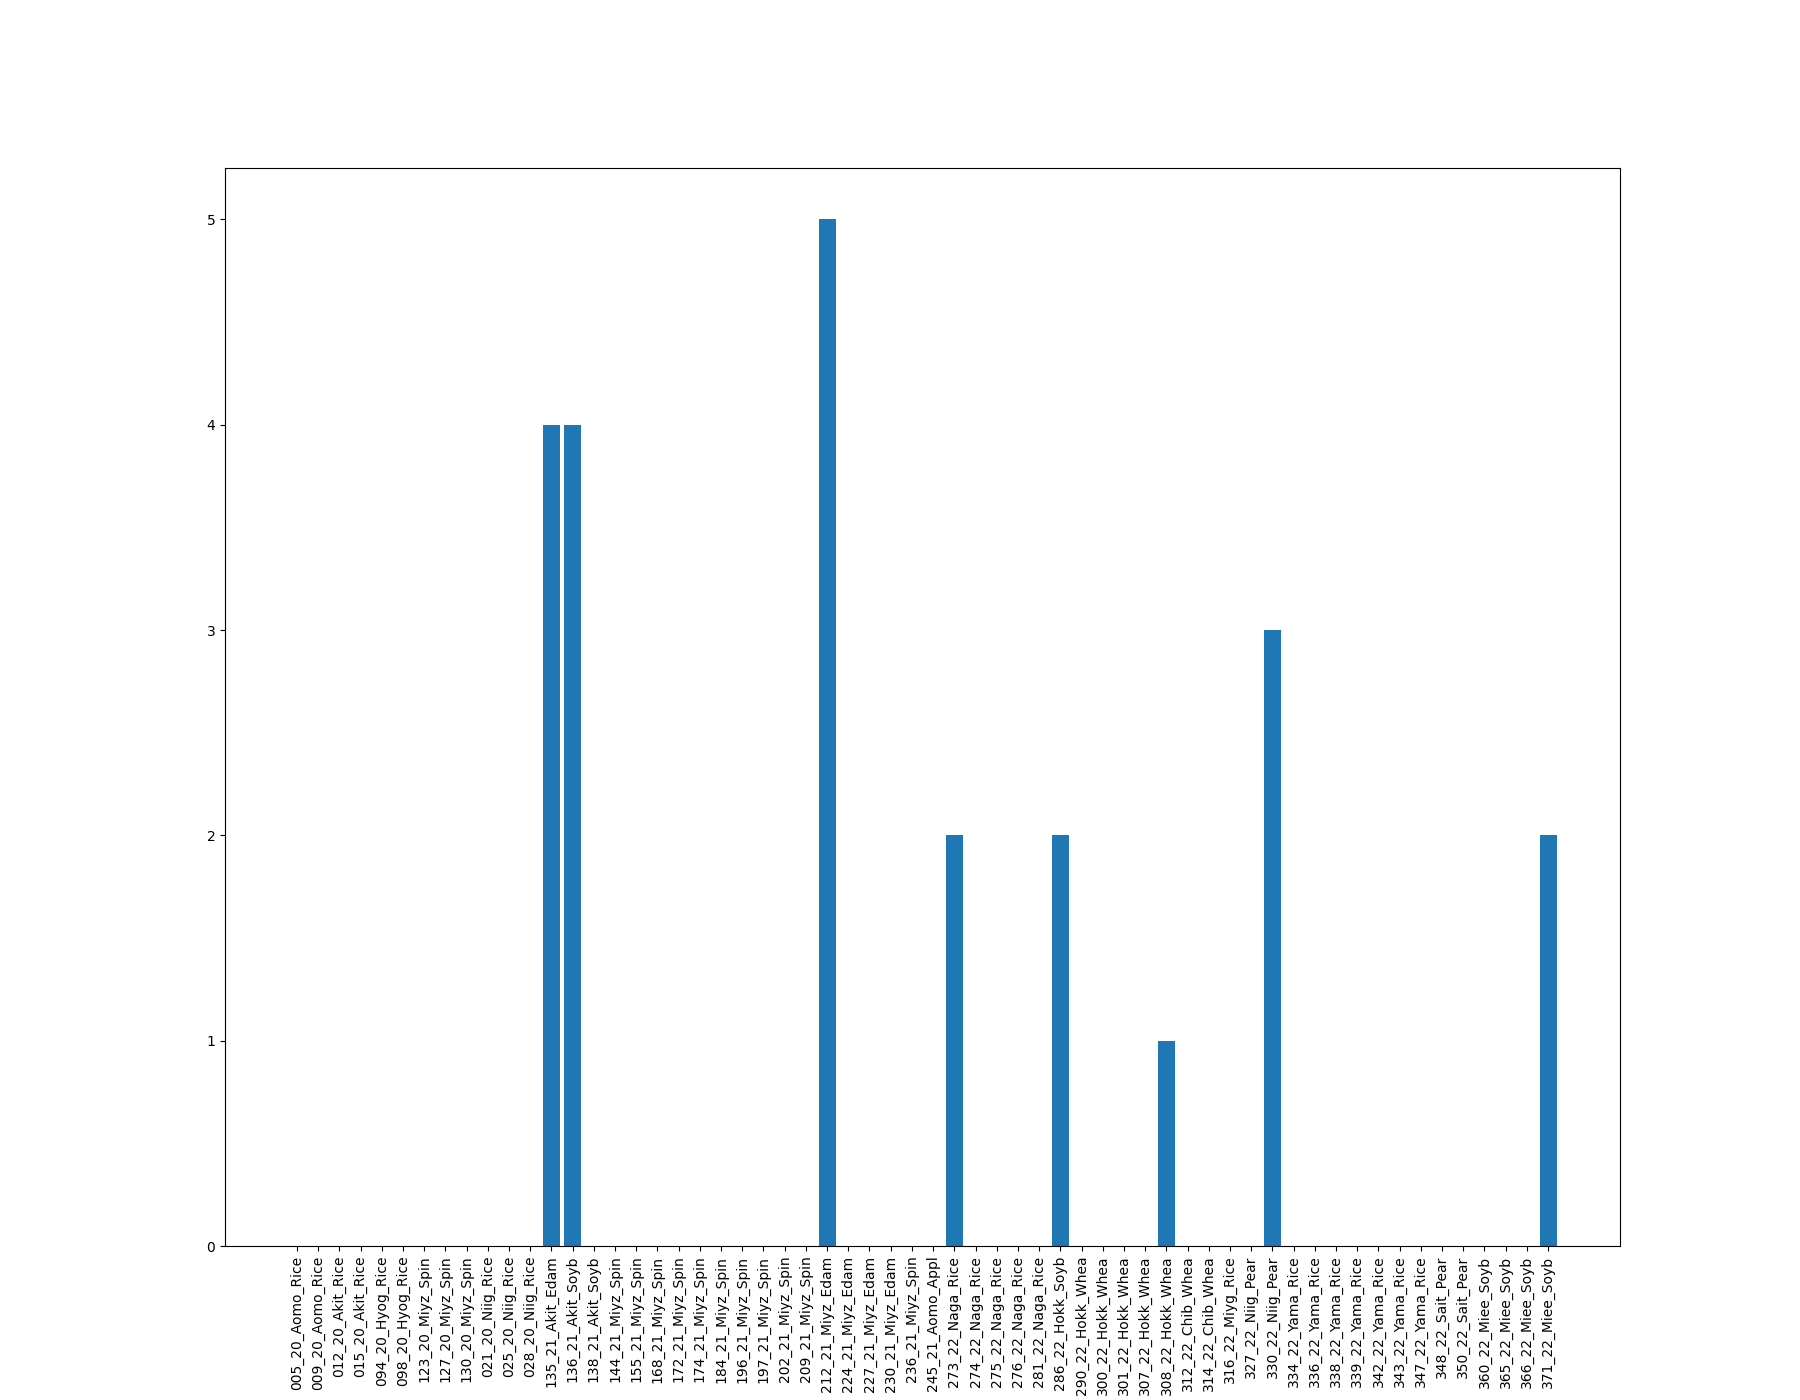 5
4
3
2
1
0
005_20_Aomo_Rice
009_20_Aomo_Rice
012_20_Akit_Rice
015_20_Akit_Rice
094_20_Hyog_Rice
098_20_Hyog_Rice
123_20_Miyz_Spin
127_20_Miyz_Spin
130_20_Miyz_Spin
021_20_Niig_Rice
025_20_Niig_Rice
028_20_Niig_Rice
135_21_Akit_Edam
136_21_Akit_Soyb
138_21_Akit_Soyb
144_21_Miyz_Spin
155_21_Miyz_Spin
168_21_Miyz_Spin
172_21_Miyz_Spin
174_21_Miyz_Spin
184_21_Miyz_Spin
196_21_Miyz_Spin
197_21_Miyz_Spin
202_21_Miyz_Spin
209_21_Miyz_Spin
212_21_Miyz_Edam
224_21_Miyz_Edam
227_21_Miyz_Edam
230_21_Miyz_Edam
236_21_Miyz_Spin
245_21_Aomo_Appl
273_22_Naga_Rice
274_22_Naga_Rice
275_22_Naga_Rice
276_22_Naga_Rice
281_22_Naga_Rice
286_22_Hokk_Soyb
290_22_Hokk_Whea
300_22_Hokk_Whea
301_22_Hokk_Whea
307_22_Hokk_Whea
308_22_Hokk_Whea
312_22_Chib_Whea
314_22_Chib_Whea
316_22_Miyg_Rice
327_22_Niig_Pear
330_22_Niig_Pear
334_22_Yama_Rice
336_22_Yama_Rice
338_22_Yama_Rice
339_22_Yama_Rice
342_22_Yama_Rice
343_22_Yama_Rice
347_22_Yama_Rice
348_22_Sait_Pear
350_22_Sait_Pear
360_22_Miee_Soyb
365_22_Miee_Soyb
366_22_Miee_Soyb
371_22_Miee_Soyb